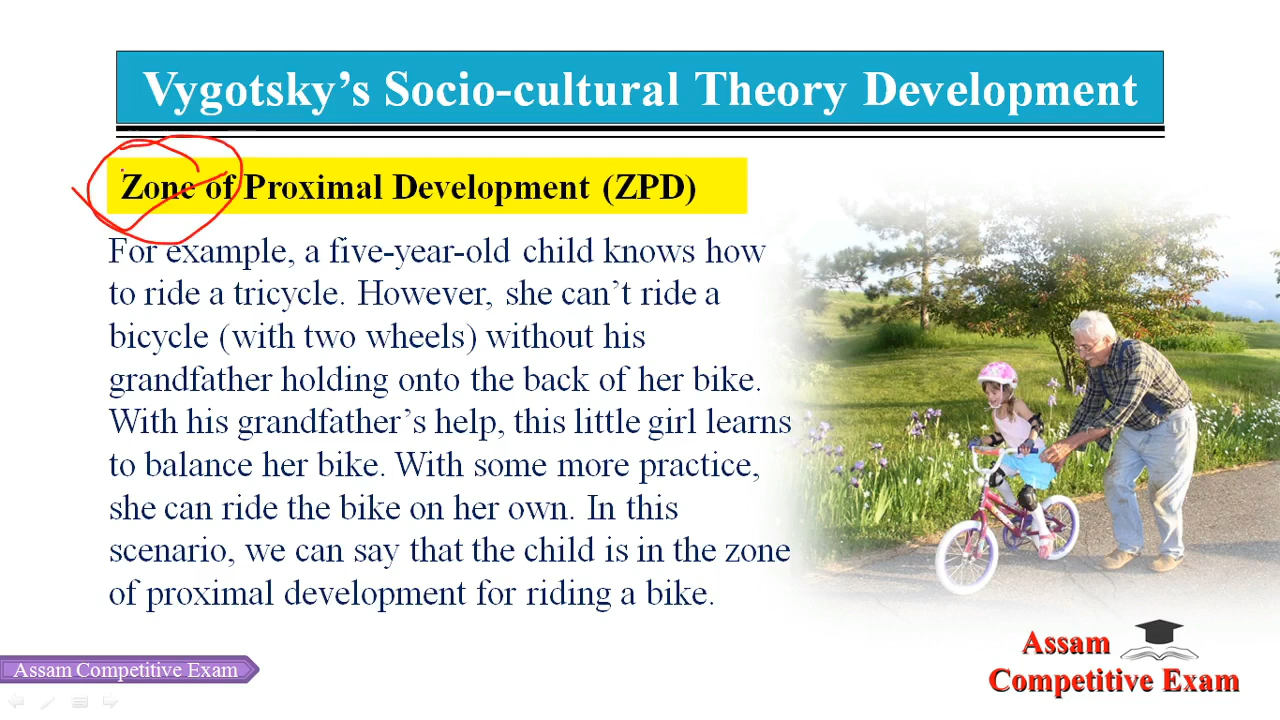 Vygotsky’s Socio-cultural Theory Development
Zone of Proximal Development (ZPD)
For example, a five-year-old child knows how
to ride a tricycle. However, she can’t ride a
bicycle (with two wheels) without his
grandfather holding onto the back of her bike.
With his grandfather’s help, this little girl learns
to balance her bike. With some more practice,
she can ride the bike on her own. In this
scenario, we can say that the child is in the zone
of proximal development for riding a bike.
Assam
Competitive Exam
Assam Competitive Exam